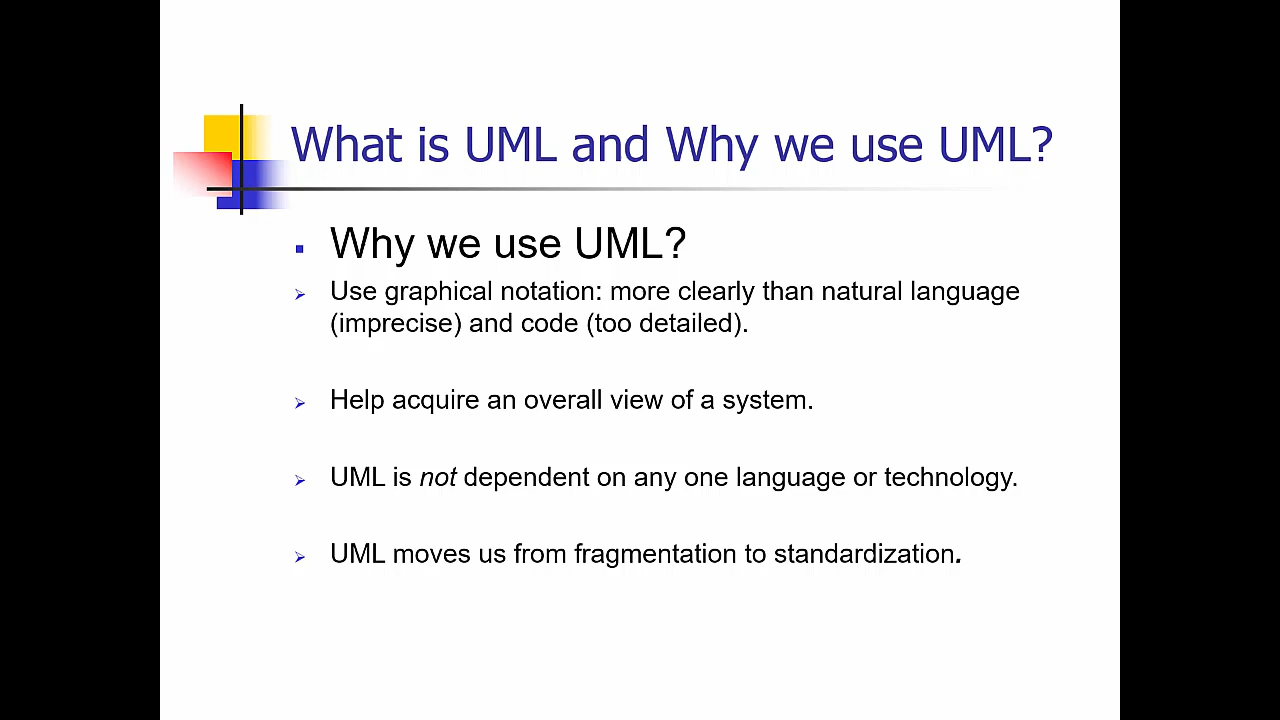 What is UML and Why we use UML?
Why we use UML?
Use graphical notation: more clearly than natural language
(imprecise) and code (too detailed).
Help acquire an overall view of a system.
UML is not dependent on any one language or technology.
UML moves us from fragmentation to standardization.